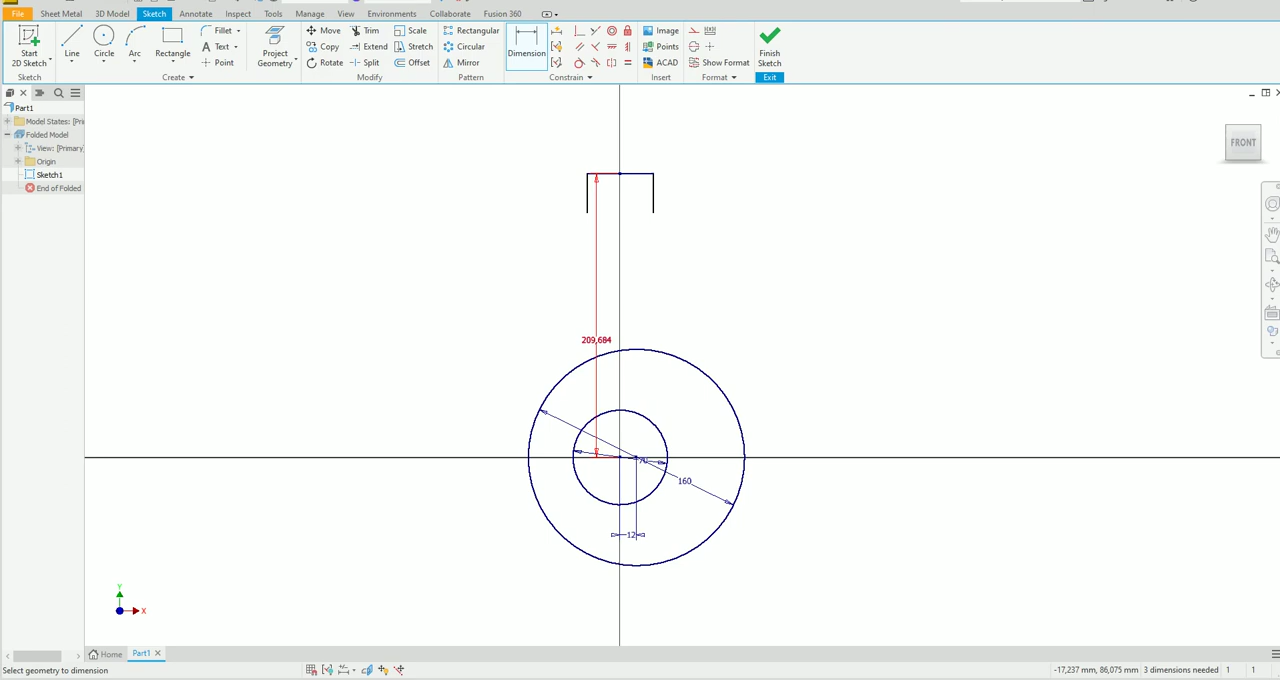 File Sheet Metal 3D Model Sketch Annotate Inspect Tools Manage View Environments Collaborate Fusion 360
Start
2D Sketch
Line Circle Arc Rectangle
Fillet
Text
Point
Project
Geometry
Move Trim Scale
Copy Extend Stretch
Rotate Split Offset
Rectangular
Circular
Mirror
Dimension
Image
Points
ACAD
Show Format
Finish
Sketch
Sketch Create Modify Pattern Constrain Insert Format Exit
Part1
Model States: [Pri
Folded Model
View: [Primary]
Origin
Sketch1
End of Folded
FRONT
209,684
70
160
12
Y
X
Home Part1
Select geometry to dimension
-17,237 mm, 86,075 mm 3 dimensions needed 1 1